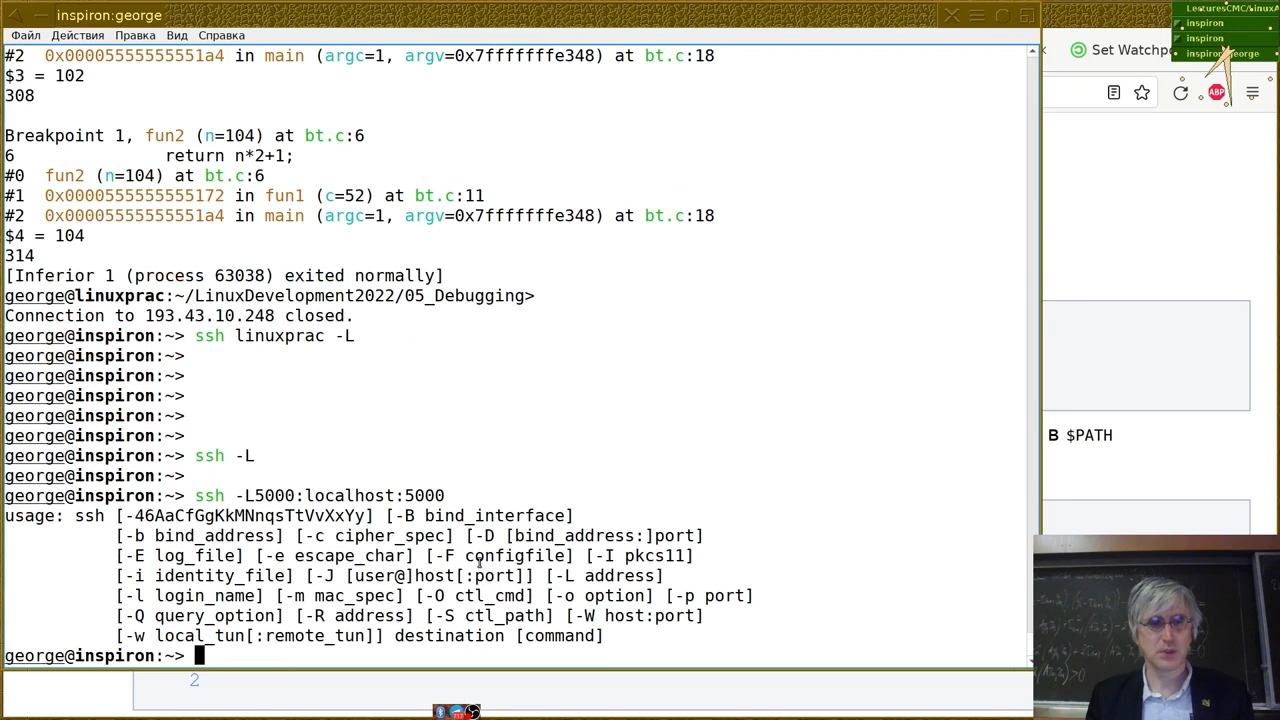 inspiron:george
Файл Действия Правка Вид Справка
#2  0x00005555555551a4 in main (argc=1, argv=0x7fffffffe348) at bt.c:18
$3 = 102
308
Breakpoint 1, fun2 (n=104) at bt.c:6
6               return n*2+1;
#0  fun2 (n=104) at bt.c:6
#1  0x0000555555555172 in fun1 (c=52) at bt.c:11
#2  0x00005555555551a4 in main (argc=1, argv=0x7fffffffe348) at bt.c:18
$4 = 104
314
[Inferior 1 (process 63038) exited normally]
george@linuxprac:~/LinuxDevelopment2022/05_Debugging>
Connection to 193.43.10.248 closed.
george@inspiron:~> ssh linuxprac -L
george@inspiron:~>
george@inspiron:~>
george@inspiron:~>
george@inspiron:~>
george@inspiron:~>
george@inspiron:~> ssh -L
george@inspiron:~>
george@inspiron:~> ssh -L5000:localhost:5000
usage: ssh [-46AaCfGgKkMNnqsTtVvXxYy] [-B bind_interface]
           [-b bind_address] [-c cipher_spec] [-D [bind_address:]port]
           [-E log_file] [-e escape_char] [-F configfile] [-I pkcs11]
           [-i identity_file] [-J [user@]host[:port]] [-L address]
           [-l login_name] [-m mac_spec] [-O ctl_cmd] [-o option] [-p port]
           [-Q query_option] [-R address] [-S ctl_path] [-W host:port]
           [-w local_tun[:remote_tun]] destination [command]
george@inspiron:~>
inspiron
inspiron
inspiron:george
Set Watchp
ABP
в $PATH
2